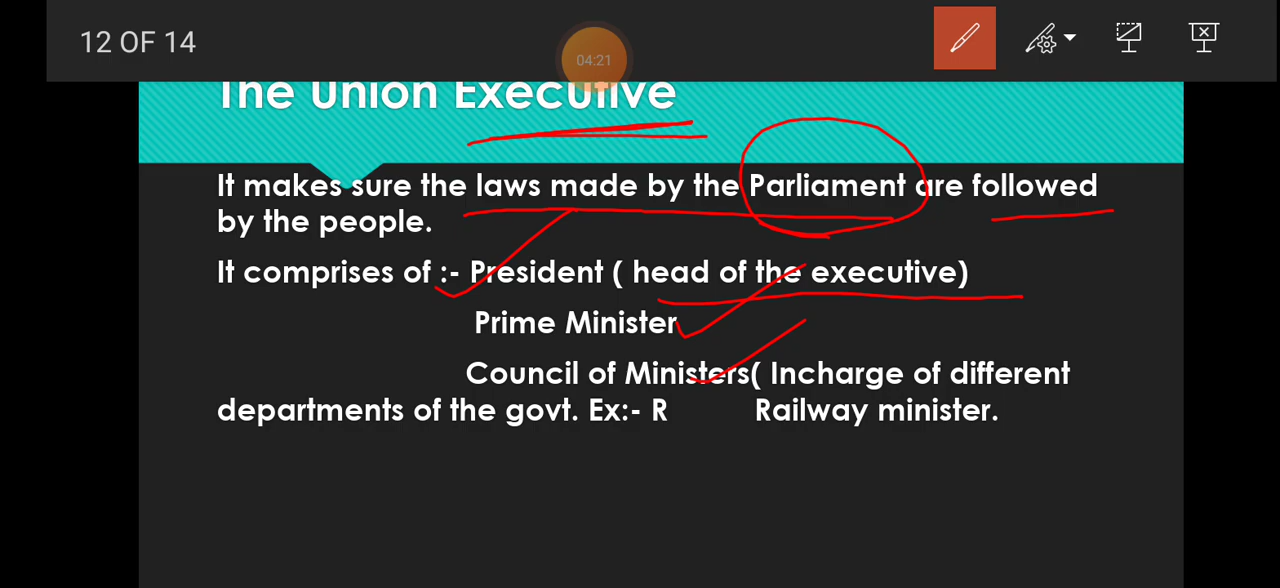 12 OF 14
04:21
The Union Executive
It makes sure the laws made by the Parliament are followed
by the people.
It comprises of :- President ( head of the executive)
Prime Minister
Council of Ministers( Incharge of different
departments of the govt. Ex:- R Railway minister.